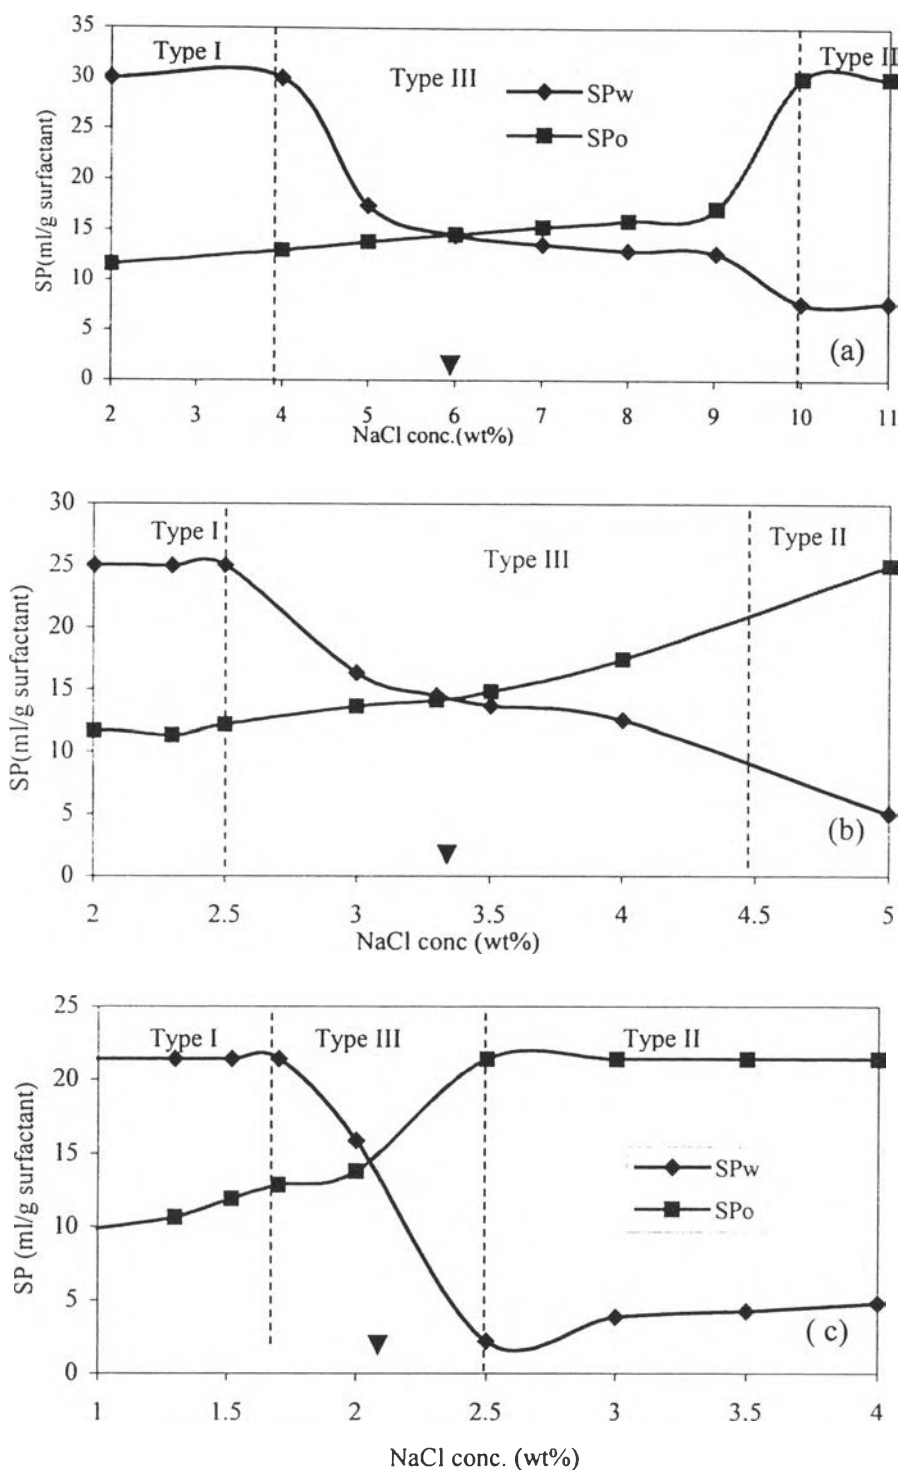 35
30
25
20
15
10
5
0
SP(ml/g surfactant)
Type I
Type III
Type II
SPw
SPo
(a)
2 3 4 5 6 7 8 9 10 11
NaCl conc.(wt%)
30
25
20
15
10
5
0
SP(ml/g surfactant)
Type I
Type III
Type II
(b)
2 2.5 3 3.5 4 4.5 5
NaCl conc (wt%)
25
20
15
10
5
0
SP (ml/g surfactant)
Type I
Type III
Type II
SPw
SPo
( c)
1 1.5 2 2.5 3 3.5 4
NaCl conc. (wt%)